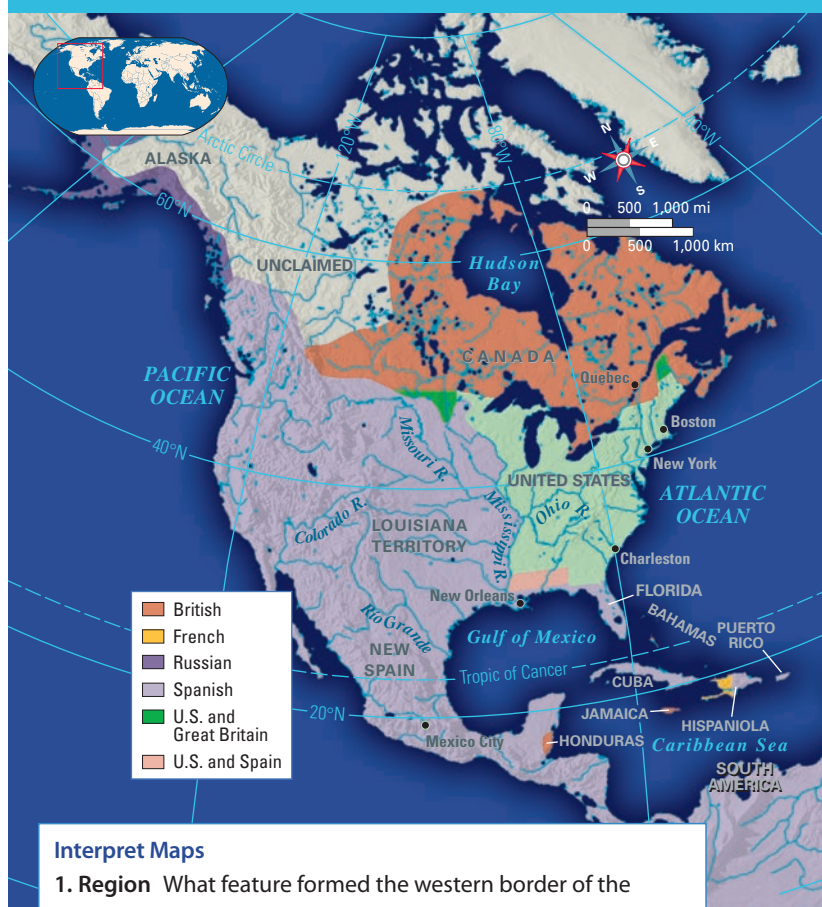 Arctic Circle
120°W
80°W
40°W
N
E
W
S
ALASKA
60°N
0 500 1,000 mi
0 500 1,000 km
UNCLAIMED
Hudson
Bay
CANADA
PACIFIC
OCEAN
Quebec
Boston
40°N
Missouri R.
New York
UNITED STATES
ATLANTIC
OCEAN
Mississippi R.
Ohio R.
Colorado R.
LOUISIANA
TERRITORY
Charleston
New Orleans
FLORIDA
BAHAMAS
PUERTO
RICO
Rio Grande
Gulf of Mexico
NEW
SPAIN
Tropic of Cancer
CUBA
20°N
JAMAICA
HISPANIOLA
Mexico City
HONDURAS
Caribbean Sea
SOUTH
AMERICA
British
French
Russian
Spanish
U.S. and
Great Britain
U.S. and Spain
Interpret Maps
1. Region What feature formed the western border of the